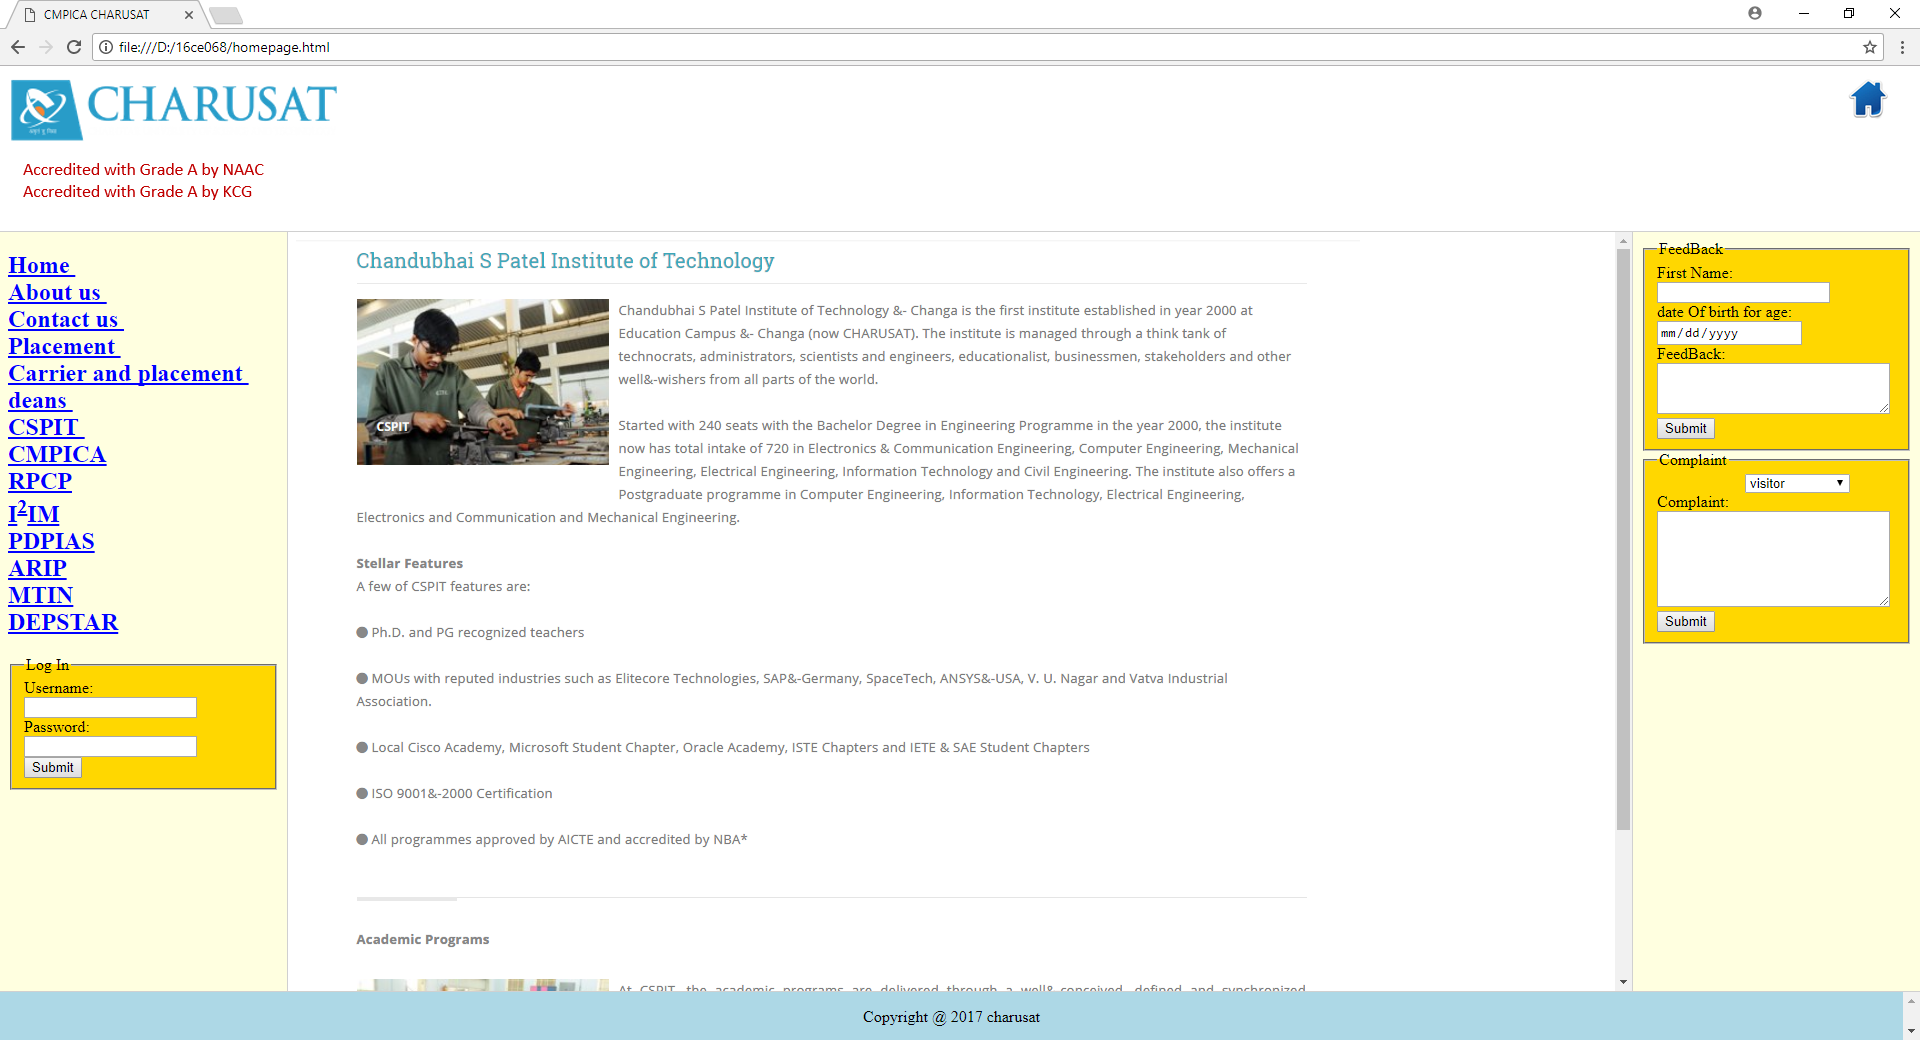 CMPICA CHARUSAT
file:///D:/16ce068/homepage.html
CHARUSAT
Accredited with Grade A by NAAC
Accredited with Grade A by KCG
Home
About us
Contact us
Placement
Carrier and placement
deans
CSPIT
CMPICA
RPCP
I²IM
PDPIAS
ARIP
MTIN
DEPSTAR
Log In
Username:
Password:
Submit
Chandubhai S Patel Institute of Technology
CSPIT
Chandubhai S Patel Institute of Technology &- Changa is the first institute established in year 2000 at
Education Campus &- Changa (now CHARUSAT). The institute is managed through a think tank of
technocrats, administrators, scientists and engineers, educationalist, businessmen, stakeholders and other
well&-wishers from all parts of the world.
Started with 240 seats with the Bachelor Degree in Engineering Programme in the year 2000, the institute
now has total intake of 720 in Electronics & Communication Engineering, Computer Engineering, Mechanical
Engineering, Electrical Engineering, Information Technology and Civil Engineering. The institute also offers a
Postgraduate programme in Computer Engineering, Information Technology, Electrical Engineering,
Electronics and Communication and Mechanical Engineering.
Stellar Features
A few of CSPIT features are:
● Ph.D. and PG recognized teachers
● MOUs with reputed industries such as Elitecore Technologies, SAP&-Germany, SpaceTech, ANSYS&-USA, V. U. Nagar and Vatva Industrial
Association.
● Local Cisco Academy, Microsoft Student Chapter, Oracle Academy, ISTE Chapters and IETE & SAE Student Chapters
● ISO 9001&-2000 Certification
● All programmes approved by AICTE and accredited by NBA*
Academic Programs
At CSPIT, the academic programs are delivered through a well&-conceived, defined and synchronized
FeedBack
First Name:
date Of birth for age:
mm/dd/yyyy
FeedBack:
Submit
Complaint
visitor
Complaint:
Submit
Copyright @ 2017 charusat